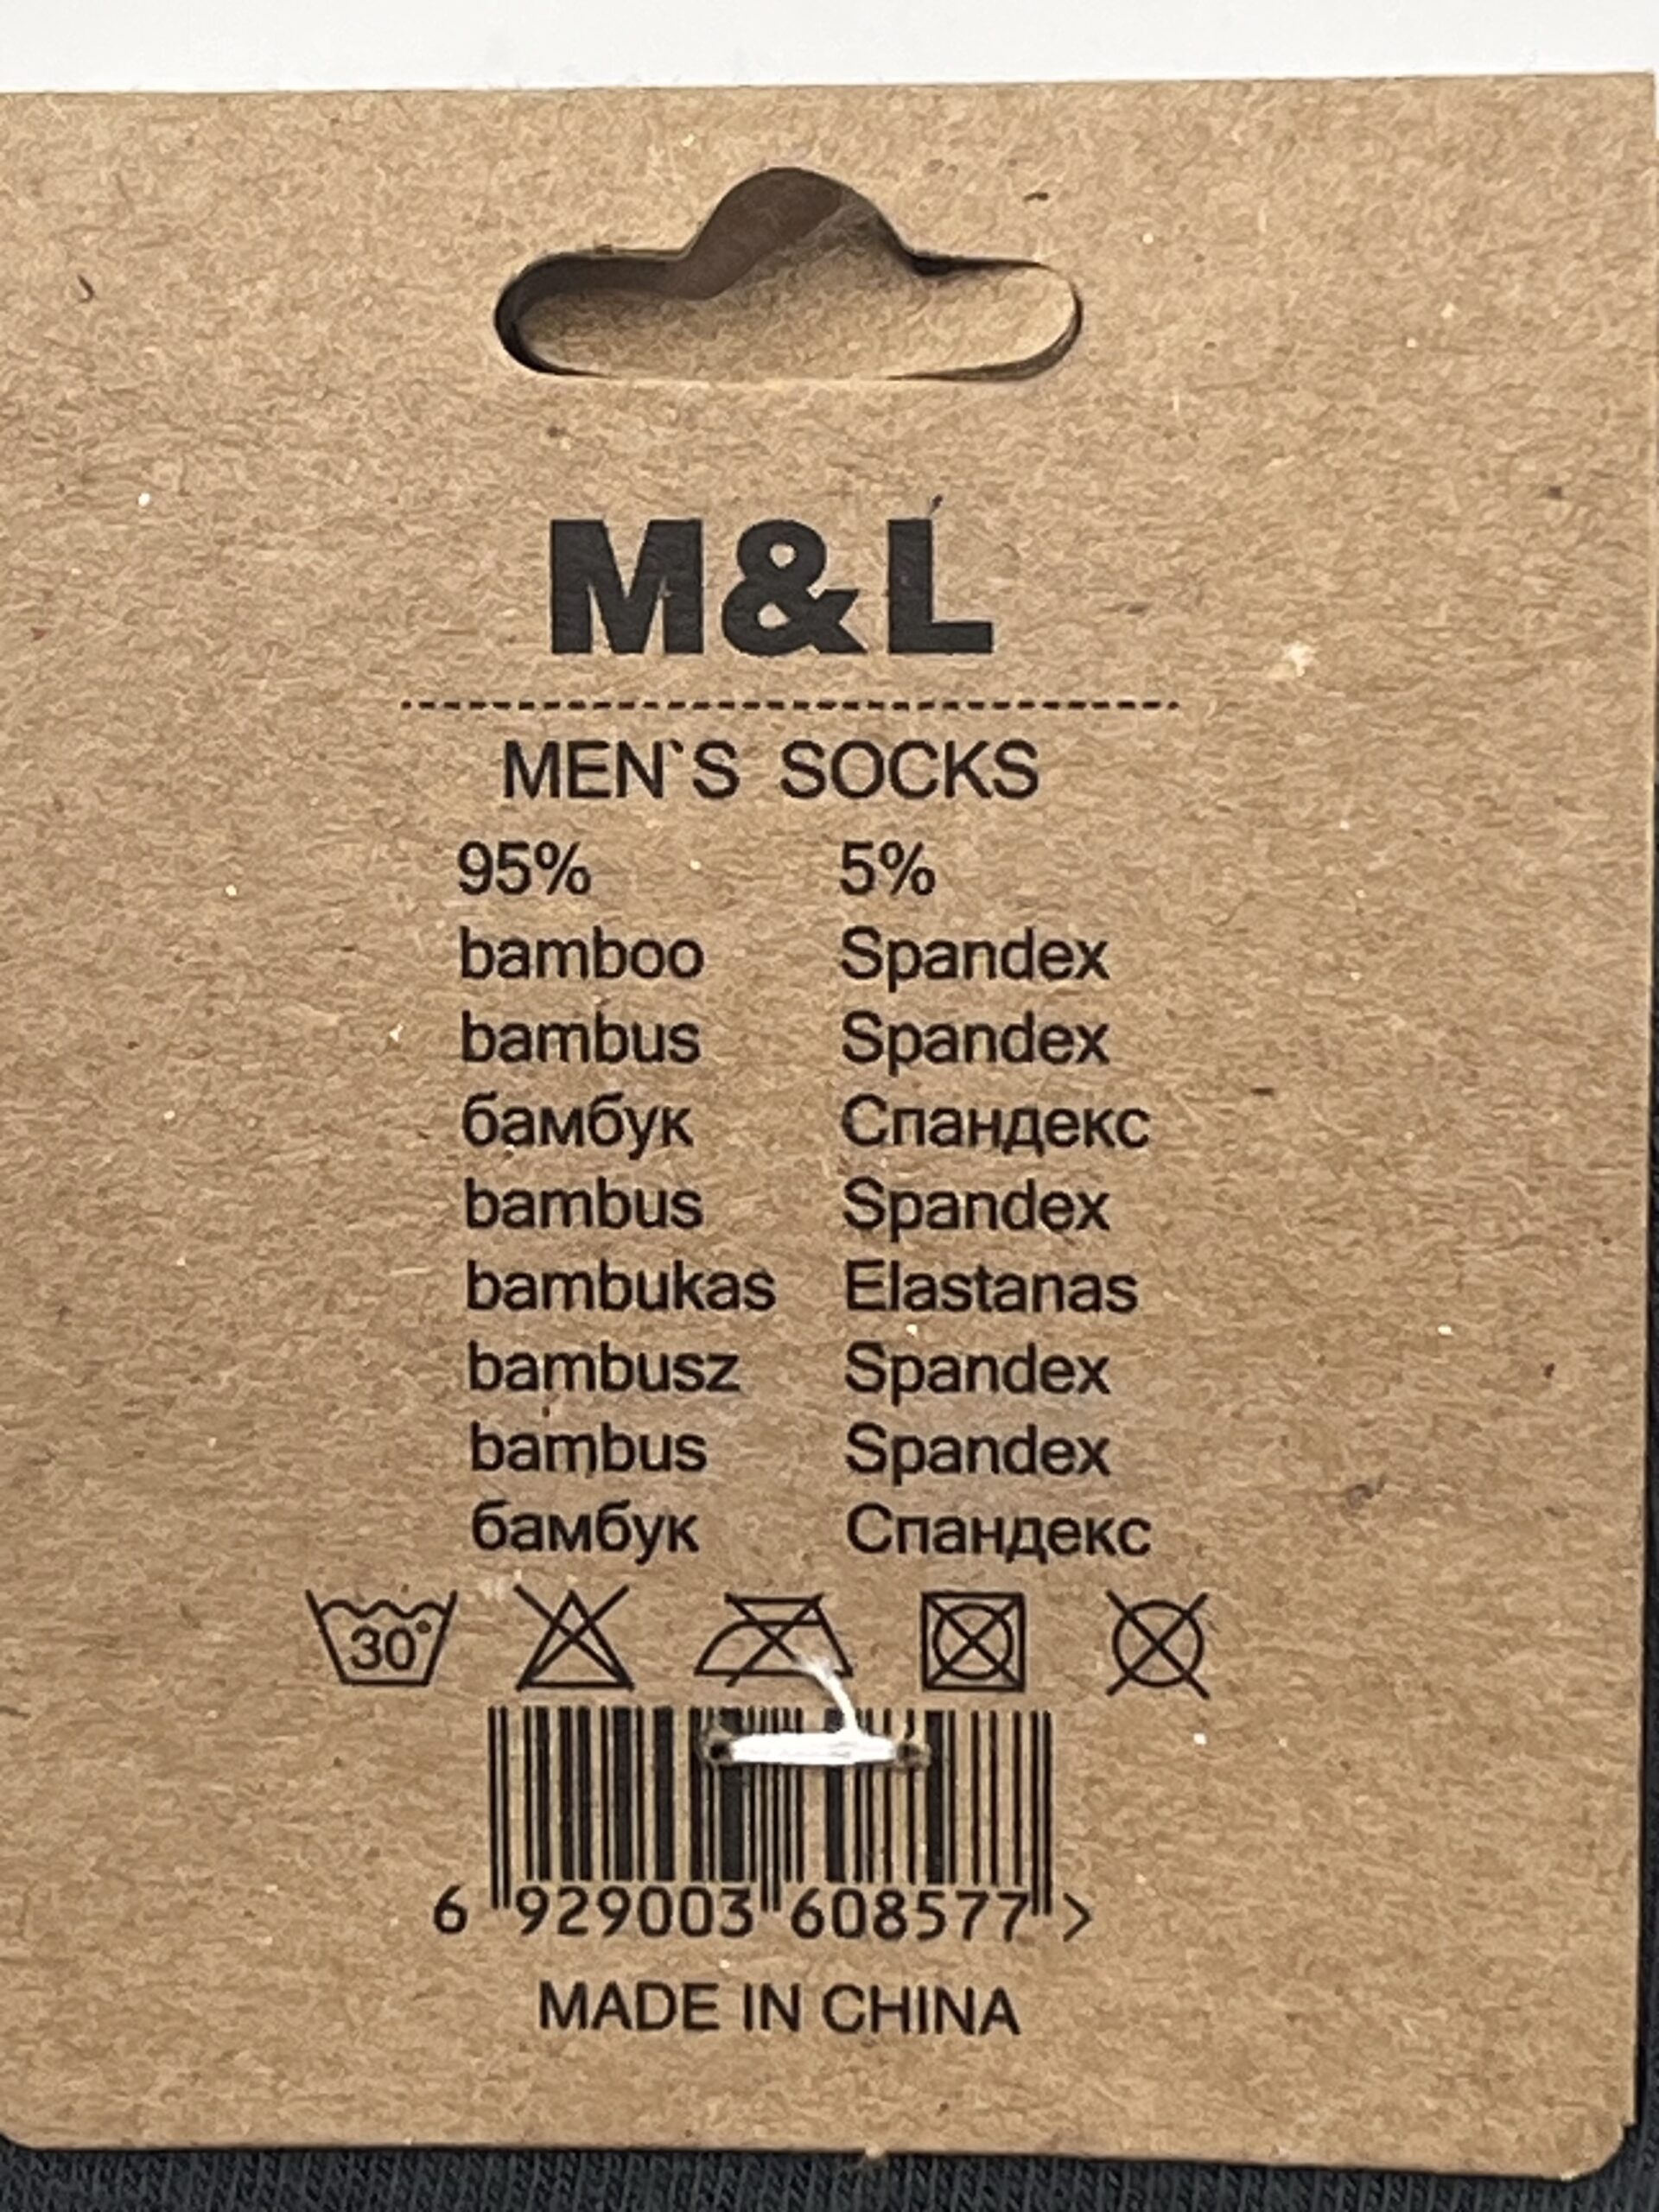 M&L
MEN`S SOCKS
95% 5%
bamboo Spandex
bambus Spandex
бамбук Спандекс
bambus Spandex
bambukas Elastanas
bambusz Spandex
bambus Spandex
бамбук Спандекс
30°
6 929003 608577 >
MADE IN CHINA